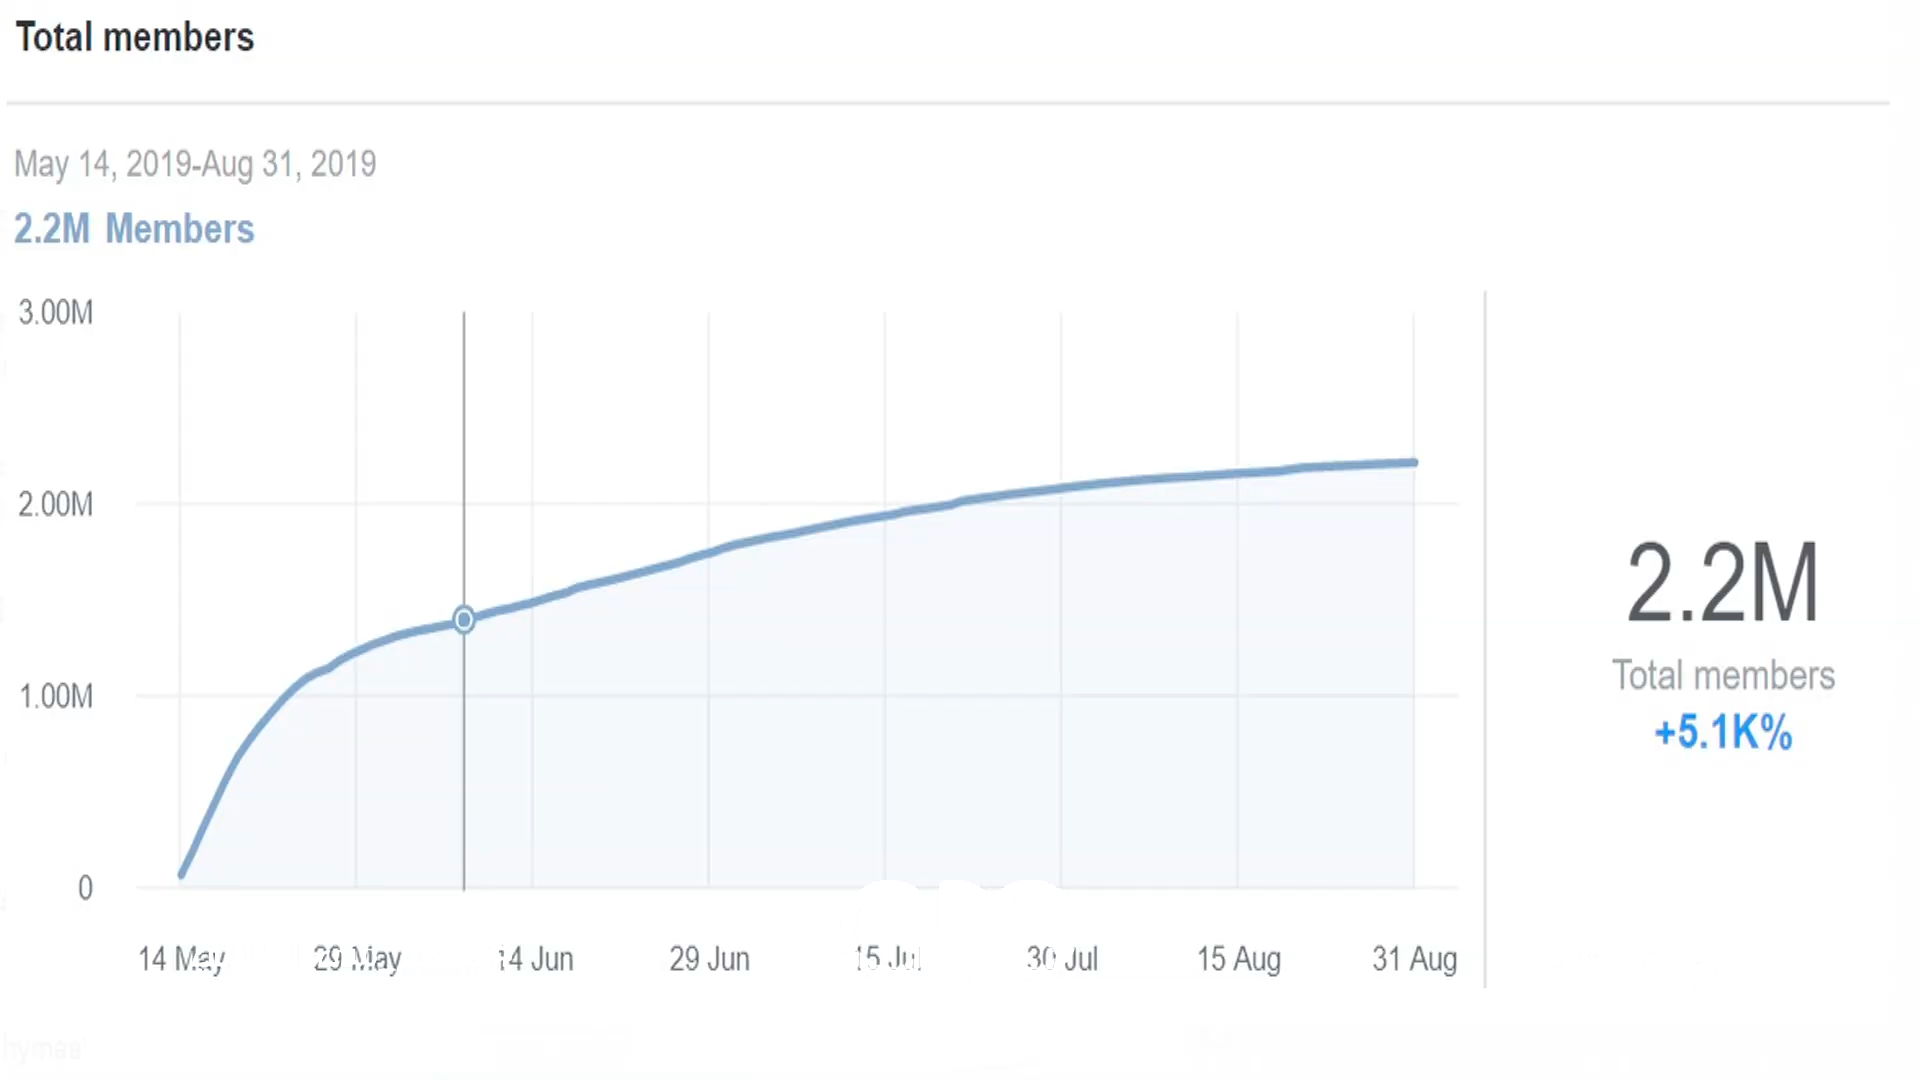 Total members
May 14, 2019-Aug 31, 2019
2.2M Members
3.00M
2.00M
1.00M
0
14 May 29 May 14 Jun 29 Jun 15 Jul 30 Jul 15 Aug 31 Aug
2.2M
Total members
+5.1K%